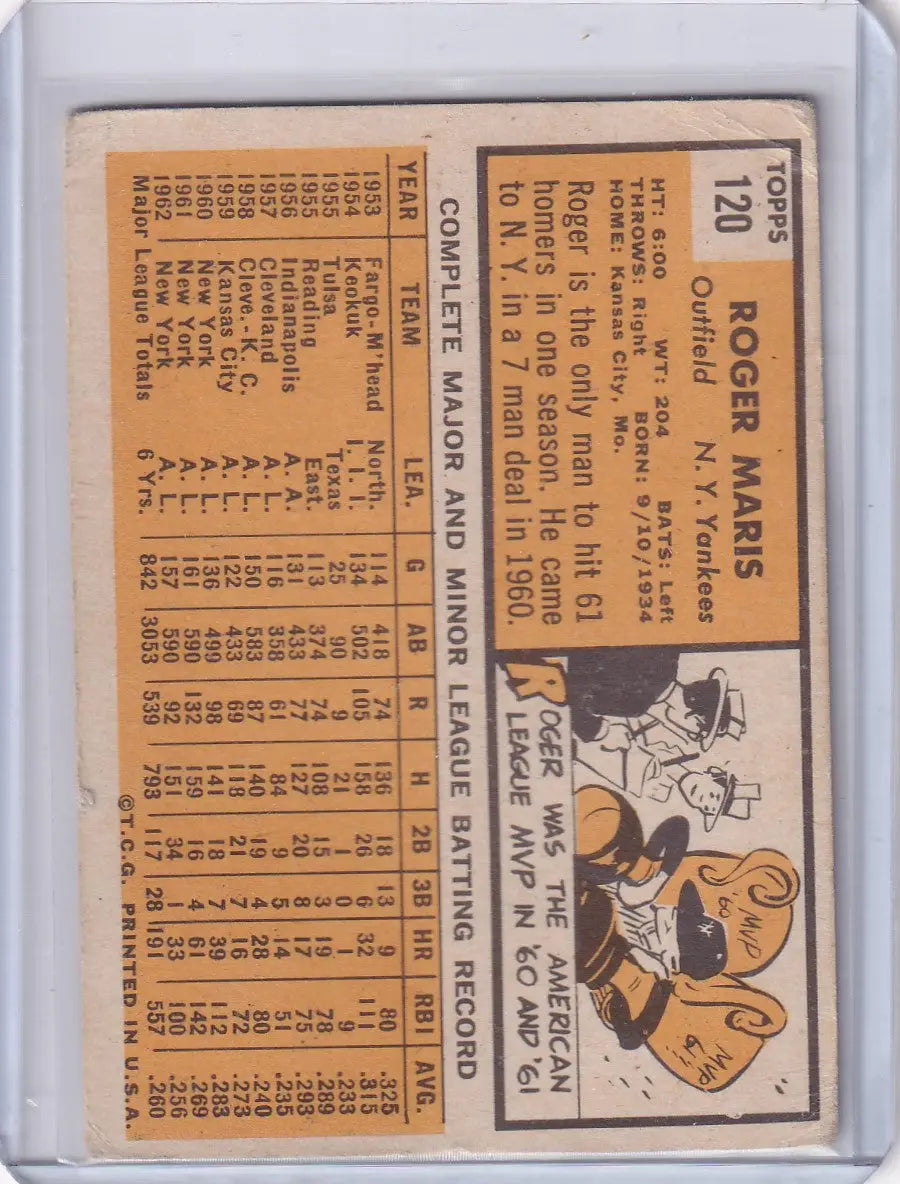 TOPPS
120
ROGER MARIS
Outfield N. Y. Yankees
HT: 6:00 WT: 204 BATS: Left
THROWS: Right BORN: 9/10/1934
HOME: Kansas City, Mo.
Roger is the only man to hit 61
homers in one season. He came
to N. Y. in a 7 man deal in 1960.
MVP
'60
MVP
'61
ROGER WAS THE AMERICAN
LEAGUE MVP IN '60 AND '61
COMPLETE MAJOR AND MINOR LEAGUE BATTING RECORD
YEAR TEAM LEA. G AB R H 2B 3B HR RBI AVG.
1953 Fargo-M'head North. 114 418 74 136 18 13 9 80 .325
1954 Keokuk I. I. I. 134 502 105 158 26 6 32 111 .315
1955 Tulsa Texas 25 90 9 21 1 0 1 9 .233
1955 Reading East. 113 374 74 108 15 3 19 78 .289
1956 Indianapolis A. A. 131 433 77 127 20 8 17 75 .293
1957 Cleveland A. L. 116 358 61 84 9 5 14 51 .235
1958 Cleve.-K. C. A. L. 150 583 87 140 19 4 28 80 .240
1959 Kansas City A. L. 122 433 69 118 21 7 16 72 .273
1960 New York A. L. 136 499 98 141 18 7 39 112 .283
1961 New York A. L. 161 590 132 159 16 4 61 142 .269
1962 New York A. L. 157 590 92 151 34 1 33 100 .256
Major League Totals 6 Yrs. 842 3053 539 793 117 28 191 557 .260
©T.C.G. PRINTED IN U.S.A.